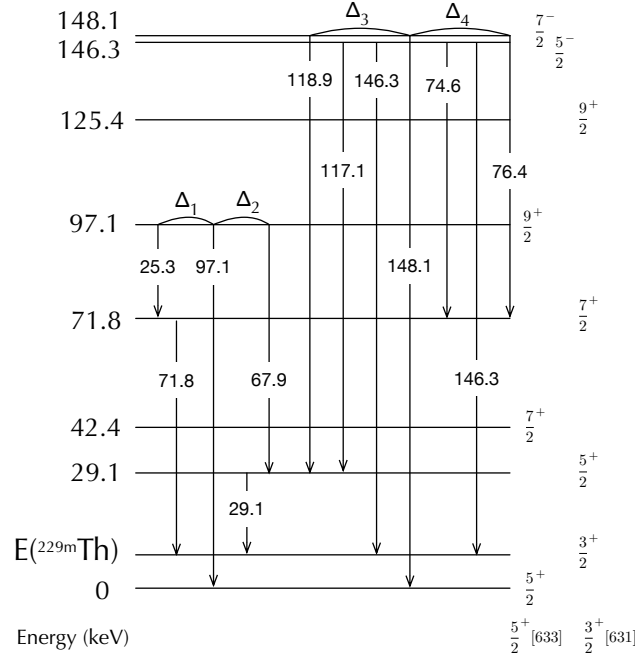 Δ₃ Δ₄
148.1 7/2⁻
146.3 5/2⁻
118.9 146.3 74.6
125.4 9/2⁺
117.1 76.4
Δ₁ Δ₂
97.1 9/2⁺
25.3 97.1 148.1
71.8 7/2⁺
71.8 67.9 146.3
42.4 7/2⁺
29.1 5/2⁺
29.1
E(²²⁹ᵐTh) 3/2⁺
0 5/2⁺
Energy (keV) 5/2⁺[633] 3/2⁺[631]